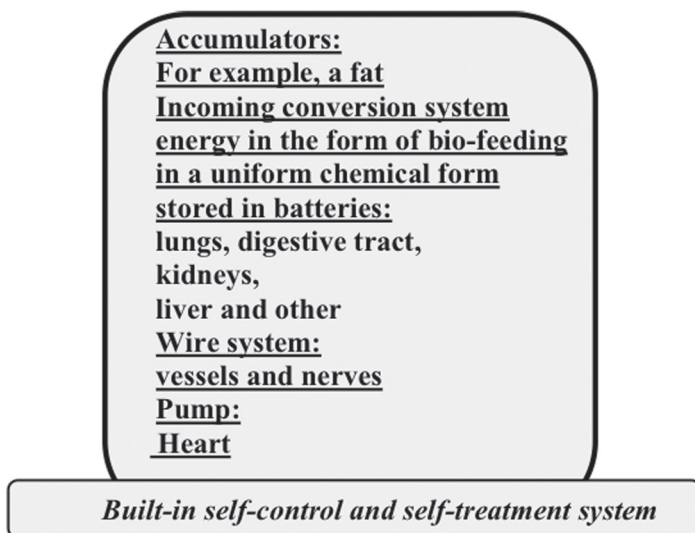 Accumulators:
For example, a fat
Incoming conversion system
energy in the form of bio-feeding
in a uniform chemical form
stored in batteries:
lungs, digestive tract,
kidneys,
liver and other
Wire system:
vessels and nerves
Pump:
Heart
Built-in self-control and self-treatment system